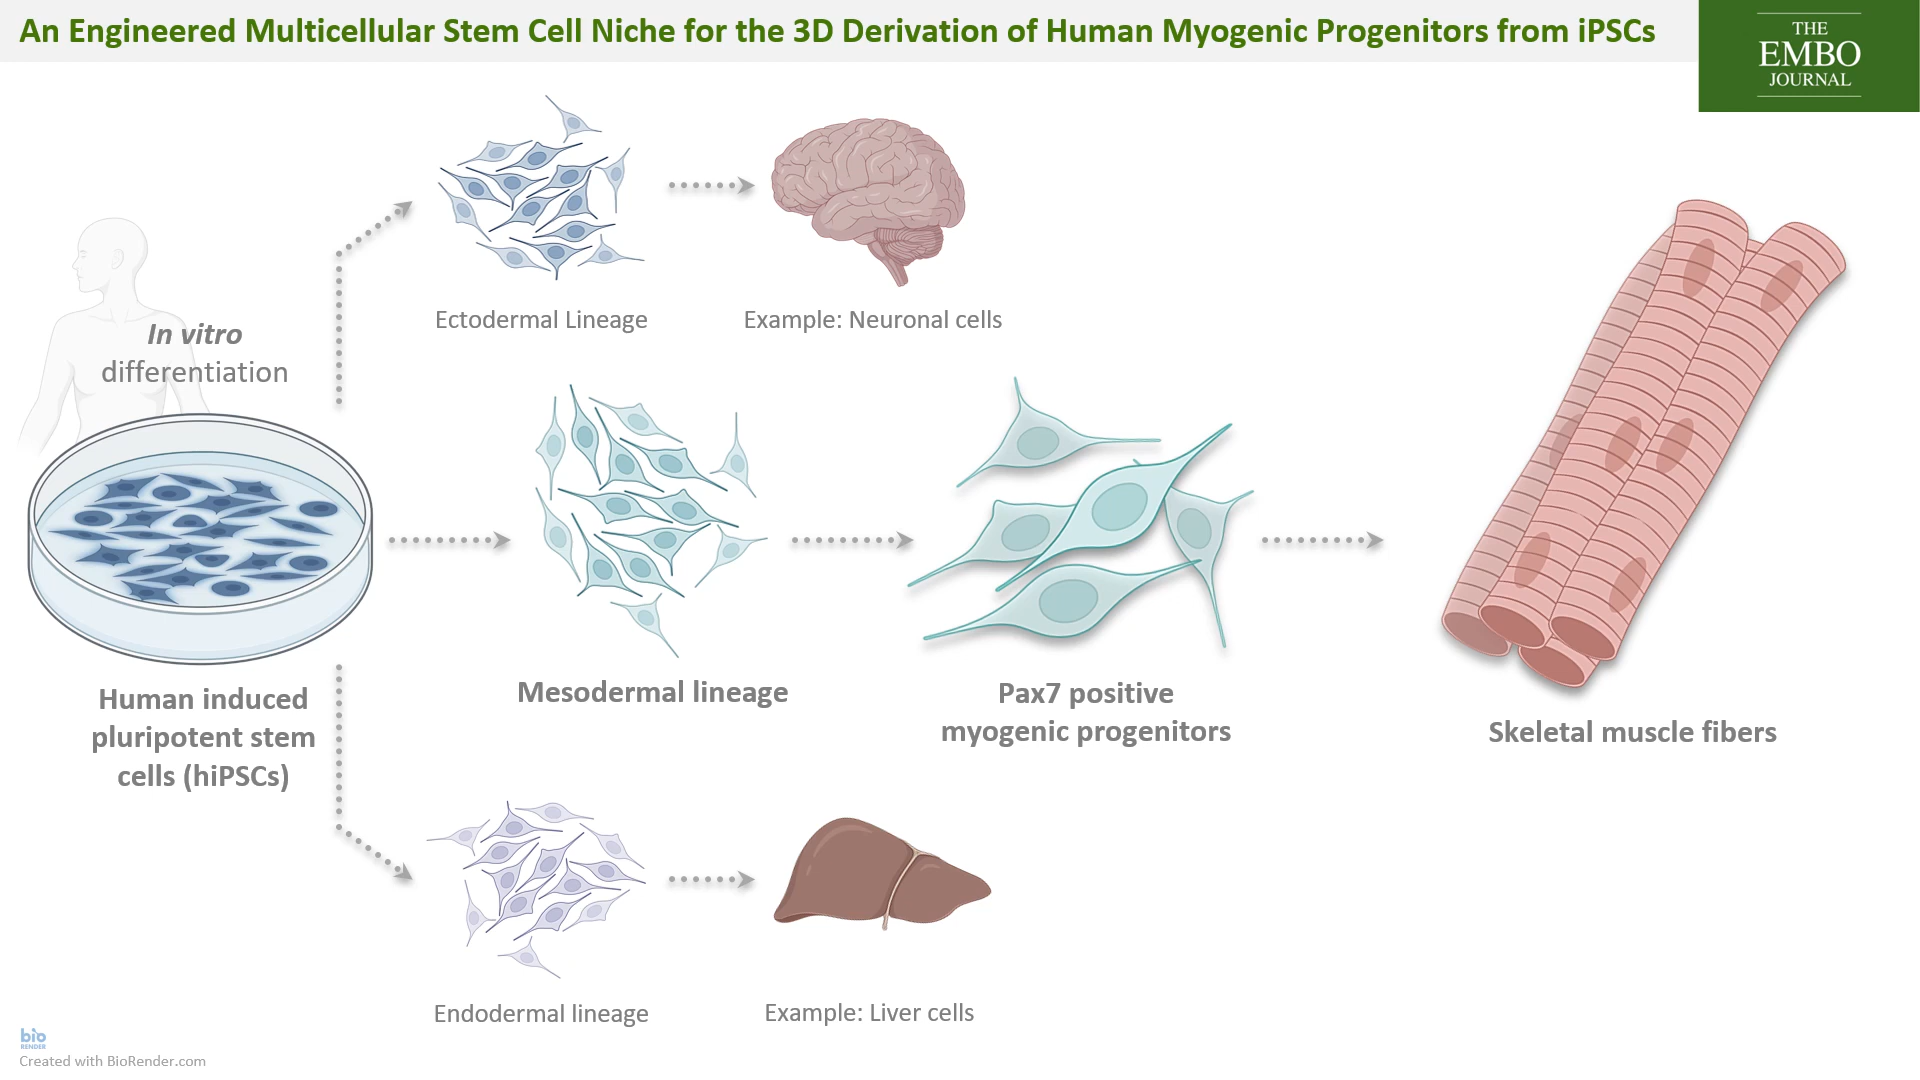 An Engineered Multicellular Stem Cell Niche for the 3D Derivation of Human Myogenic Progenitors from iPSCs
THE
EMBO
JOURNAL
In vitro
differentiation
Ectodermal Lineage
Example: Neuronal cells
Human induced
pluripotent stem
cells (hiPSCs)
Mesodermal lineage
Pax7 positive
myogenic progenitors
Skeletal muscle fibers
Endodermal lineage
Example: Liver cells
bio
RENDER
Created with BioRender.com